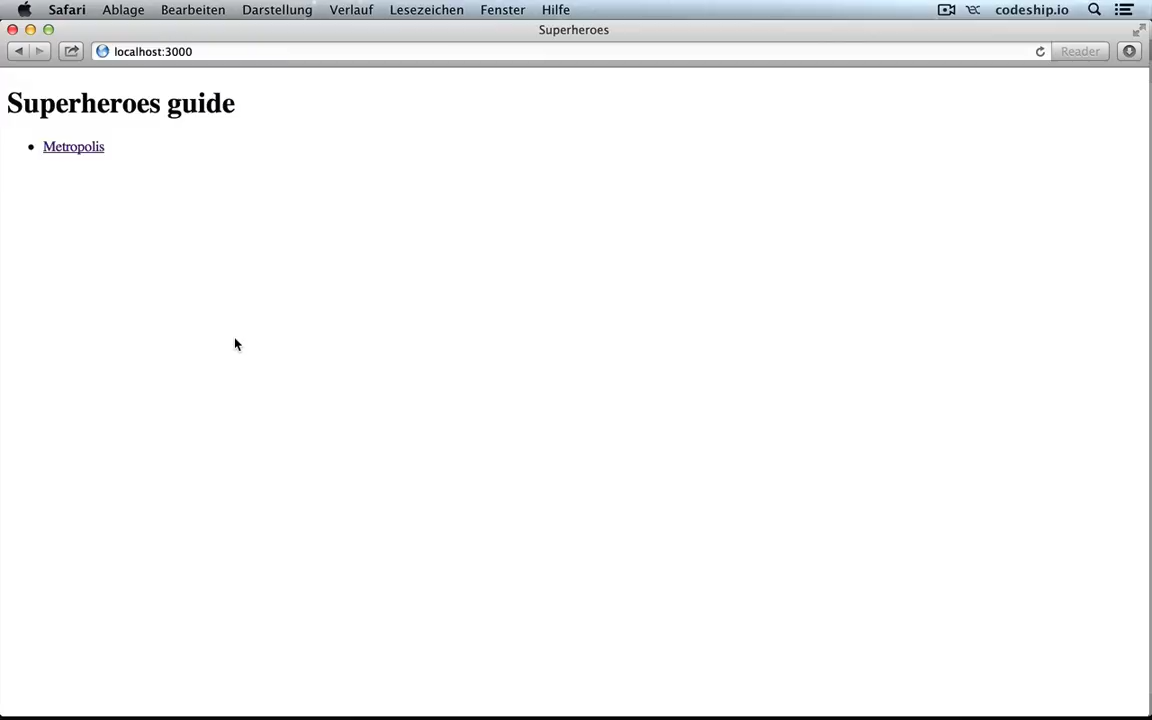 Safari Ablage Bearbeiten Darstellung Verlauf Lesezeichen Fenster Hilfe codeship.io
Superheroes
localhost:3000 Reader
Superheroes guide
• Metropolis